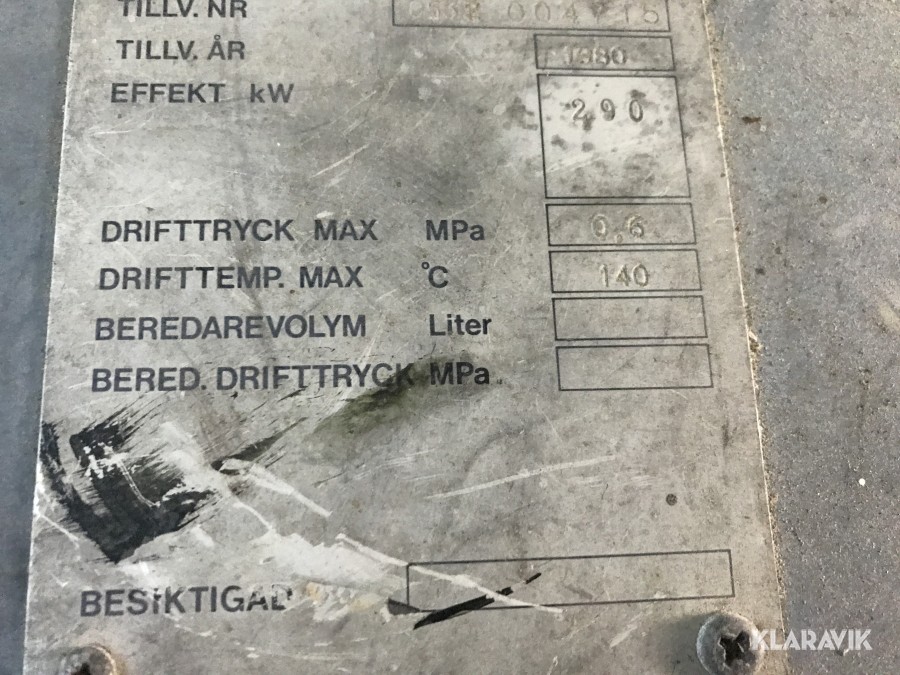 TILLV. NR
TILLV. ÅR 1980
EFFEKT kW 290
DRIFTTRYCK MAX MPa 0,6
DRIFTTEMP. MAX °C 140
BEREDAREVOLYM Liter
BERED. DRIFTTRYCK MPa
BESIKTIGAD
KLARAVIK